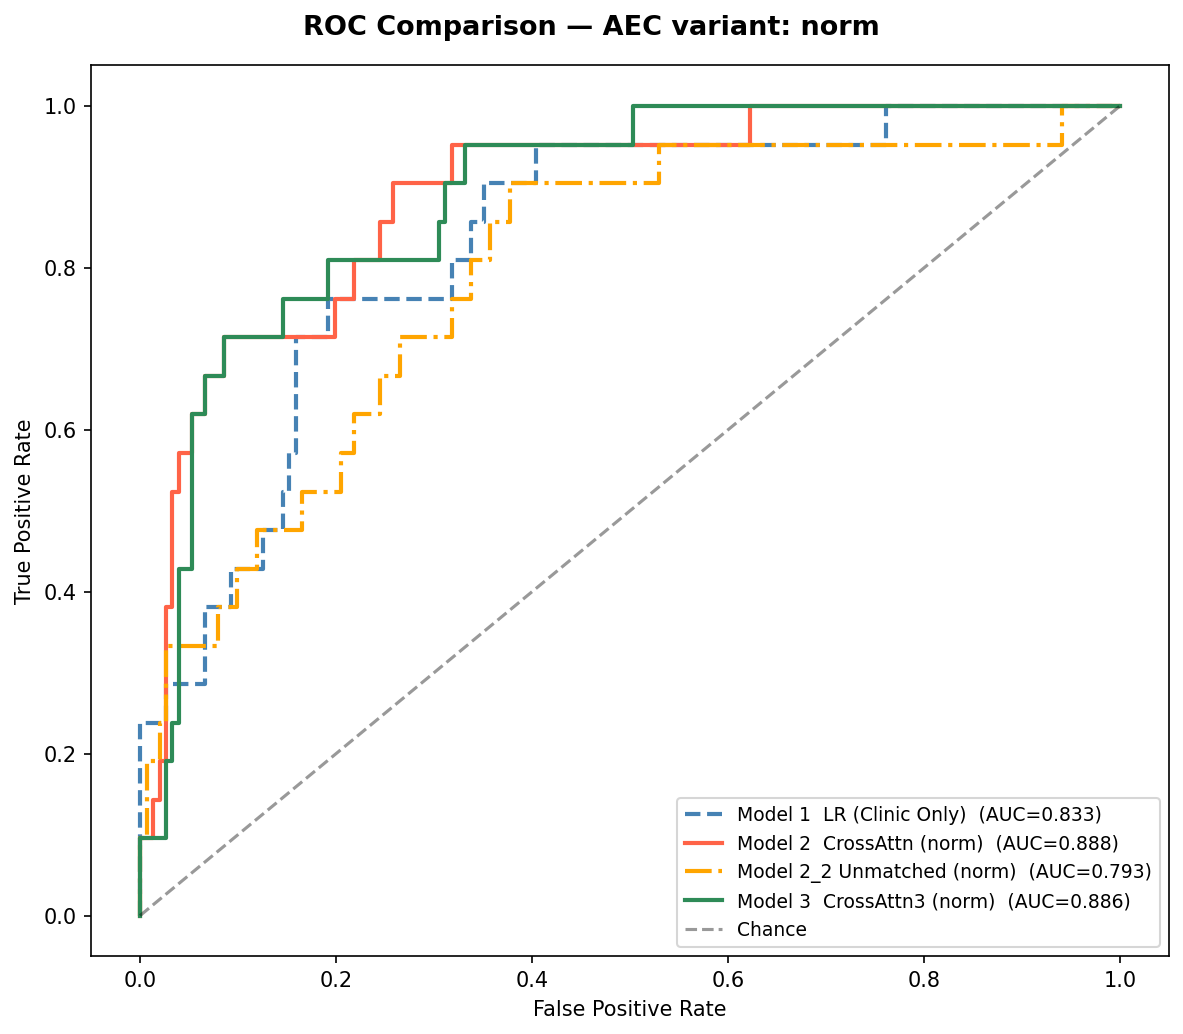 ROC Comparison — AEC variant: norm
True Positive Rate
1.0
0.8
0.6
0.4
0.2
0.0
0.0 0.2 0.4 0.6 0.8 1.0
False Positive Rate
Model 1 LR (Clinic Only) (AUC=0.833)
Model 2 CrossAttn (norm) (AUC=0.888)
Model 2_2 Unmatched (norm) (AUC=0.793)
Model 3 CrossAttn3 (norm) (AUC=0.886)
Chance